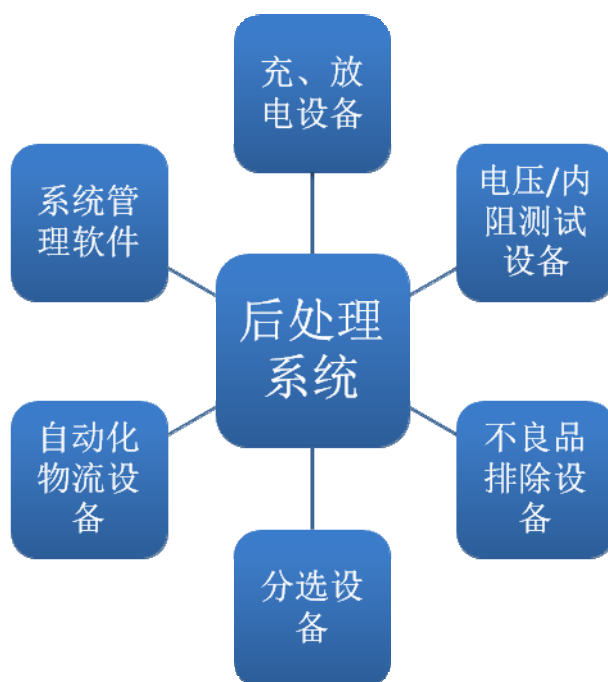 充、放
电设备
系统管
理软件
电压/内
阻测试
设备
后处理
系统
自动化
物流设
备
不良品
排除设
备
分选设
备